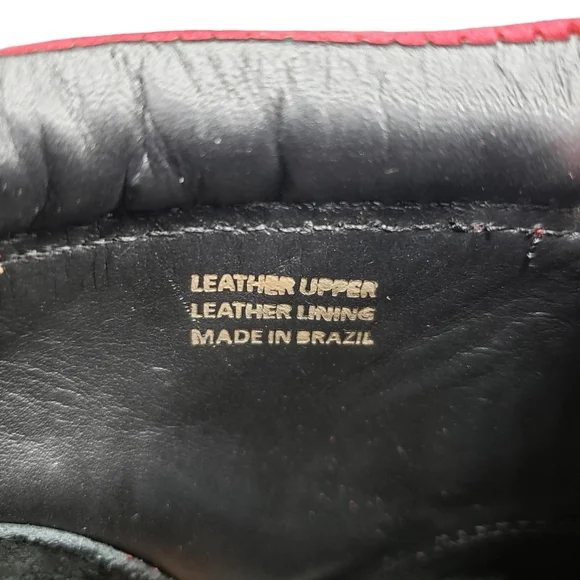 LEATHER UPPER
LEATHER LINING
MADE IN BRAZIL